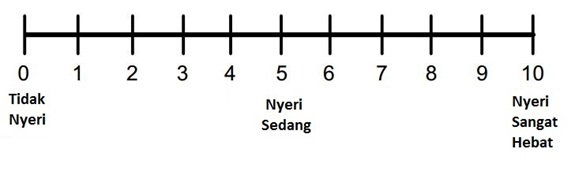 0 1 2 3 4 5 6 7 8 9 10
Tidak
Nyeri
Nyeri
Sedang
Nyeri
Sangat
Hebat